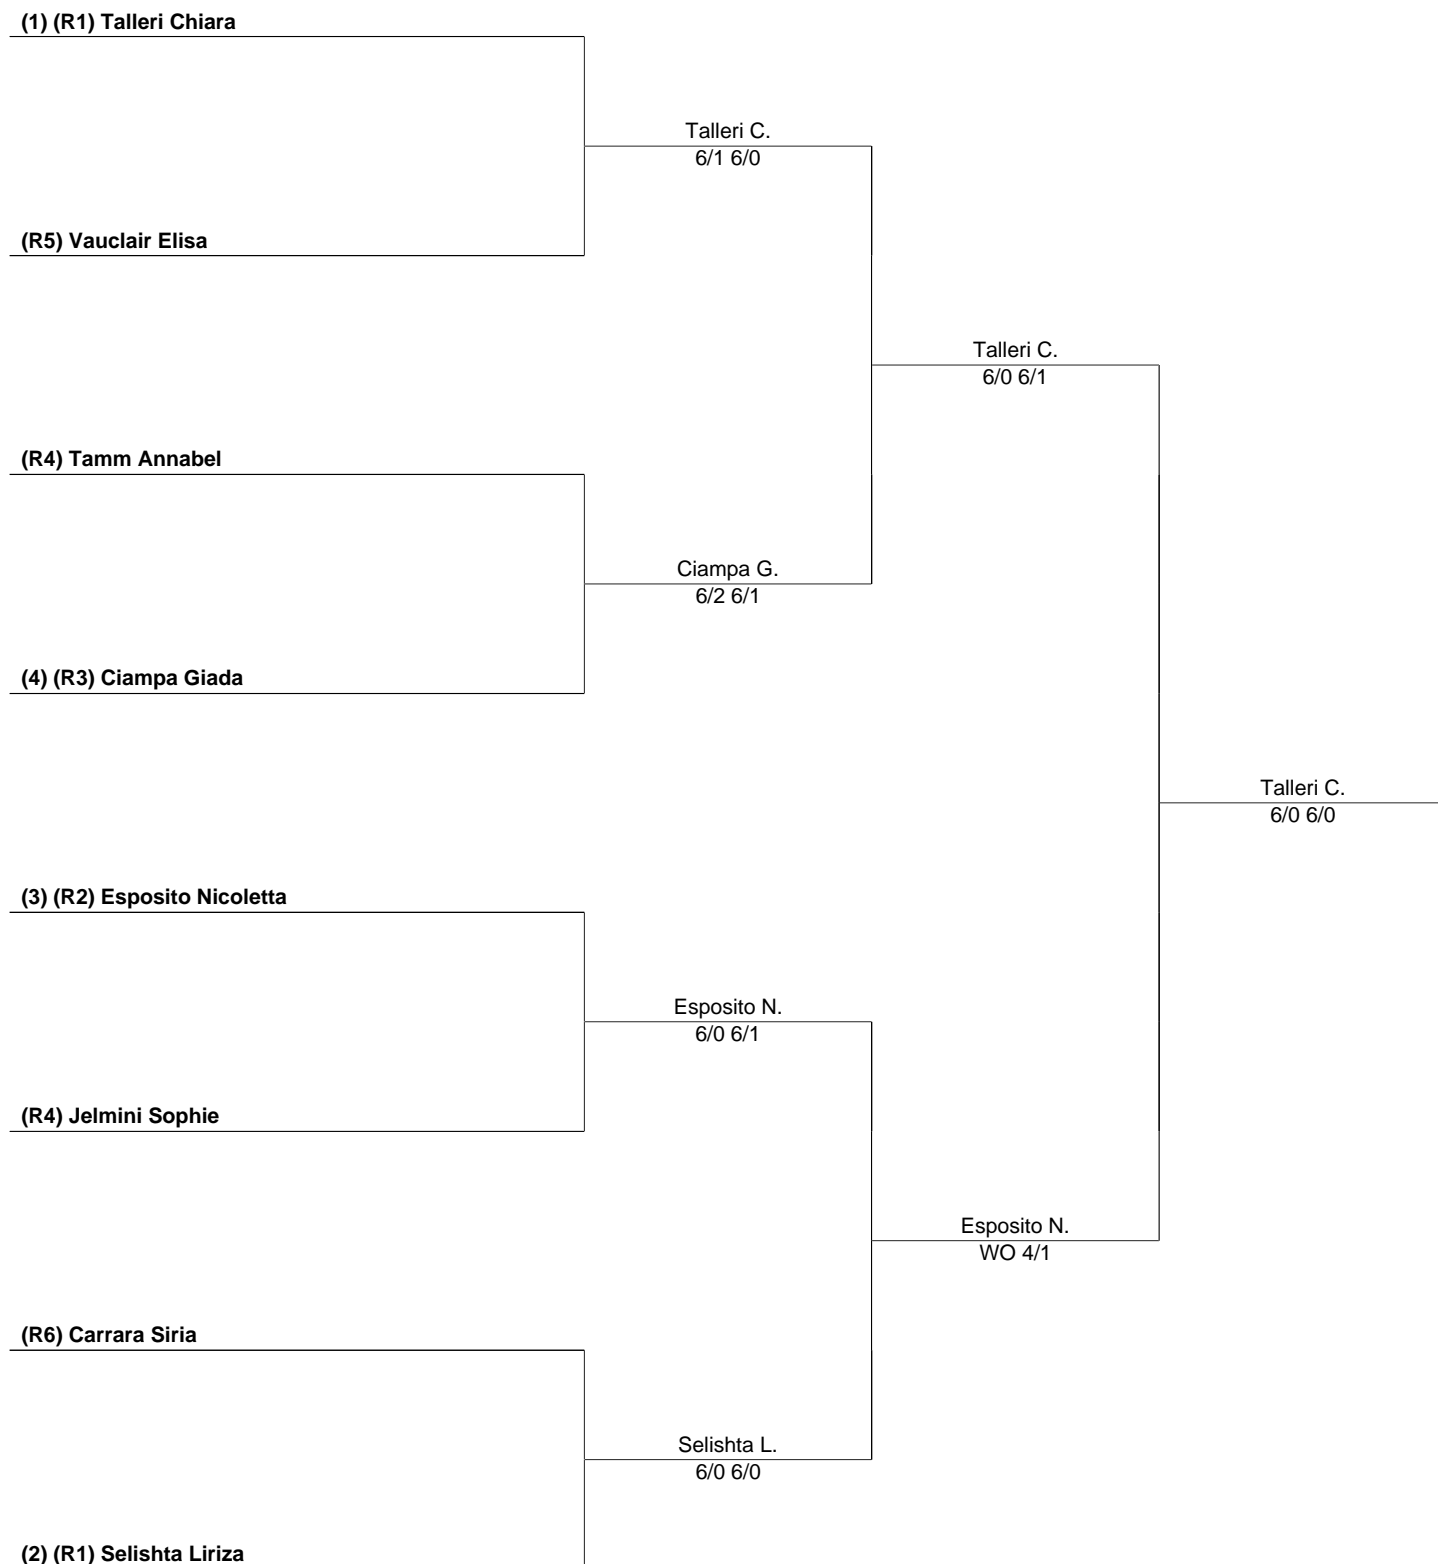 (1) (R1) Talleri Chiara
Talleri C.
6/1 6/0
(R5) Vauclair Elisa
Talleri C.
6/0 6/1
(R4) Tamm Annabel
Ciampa G.
6/2 6/1
(4) (R3) Ciampa Giada
Talleri C.
6/0 6/0
(3) (R2) Esposito Nicoletta
Esposito N.
6/0 6/1
(R4) Jelmini Sophie
Esposito N.
WO 4/1
(R6) Carrara Siria
Selishta L.
6/0 6/0
(2) (R1) Selishta Liriza